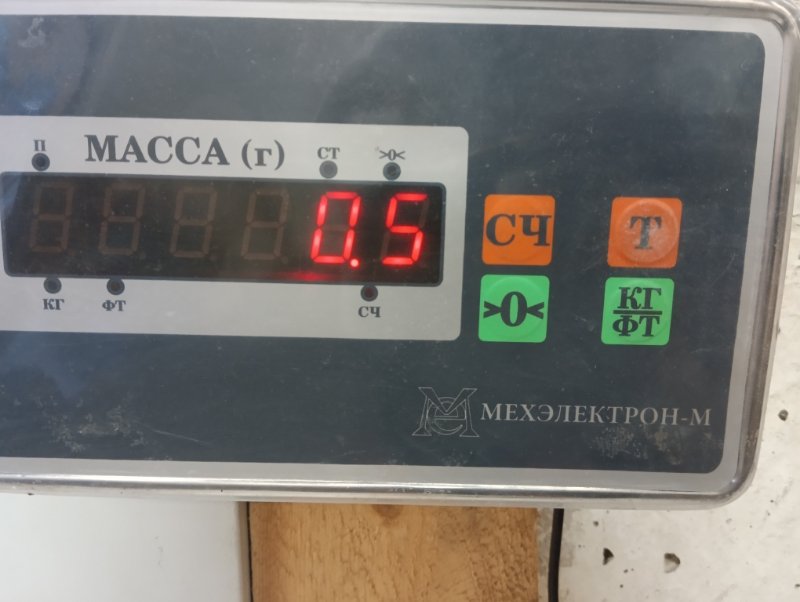 П
МАССА (г)
СТ
>0<
0.5
КГ
ФТ
СЧ
СЧ
Т
>0<
КГ
ФТ
МЕХЭЛЕКТРОН-М